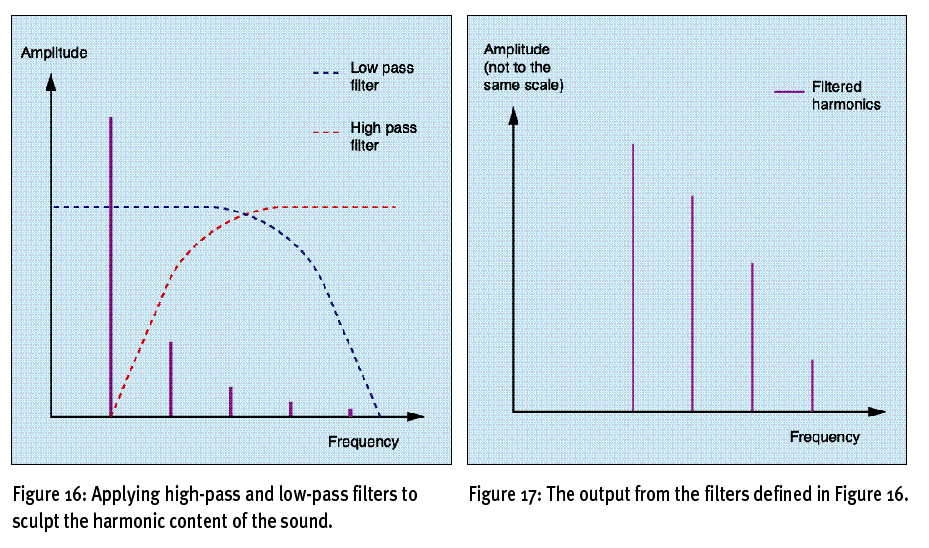 Amplitude
Low pass
filter
High pass
filter
Frequency
Figure 16: Applying high-pass and low-pass filters to
sculpt the harmonic content of the sound.
Amplitude
(not to the
same scale)
Filtered
harmonics
Frequency
Figure 17: The output from the filters defined in Figure 16.